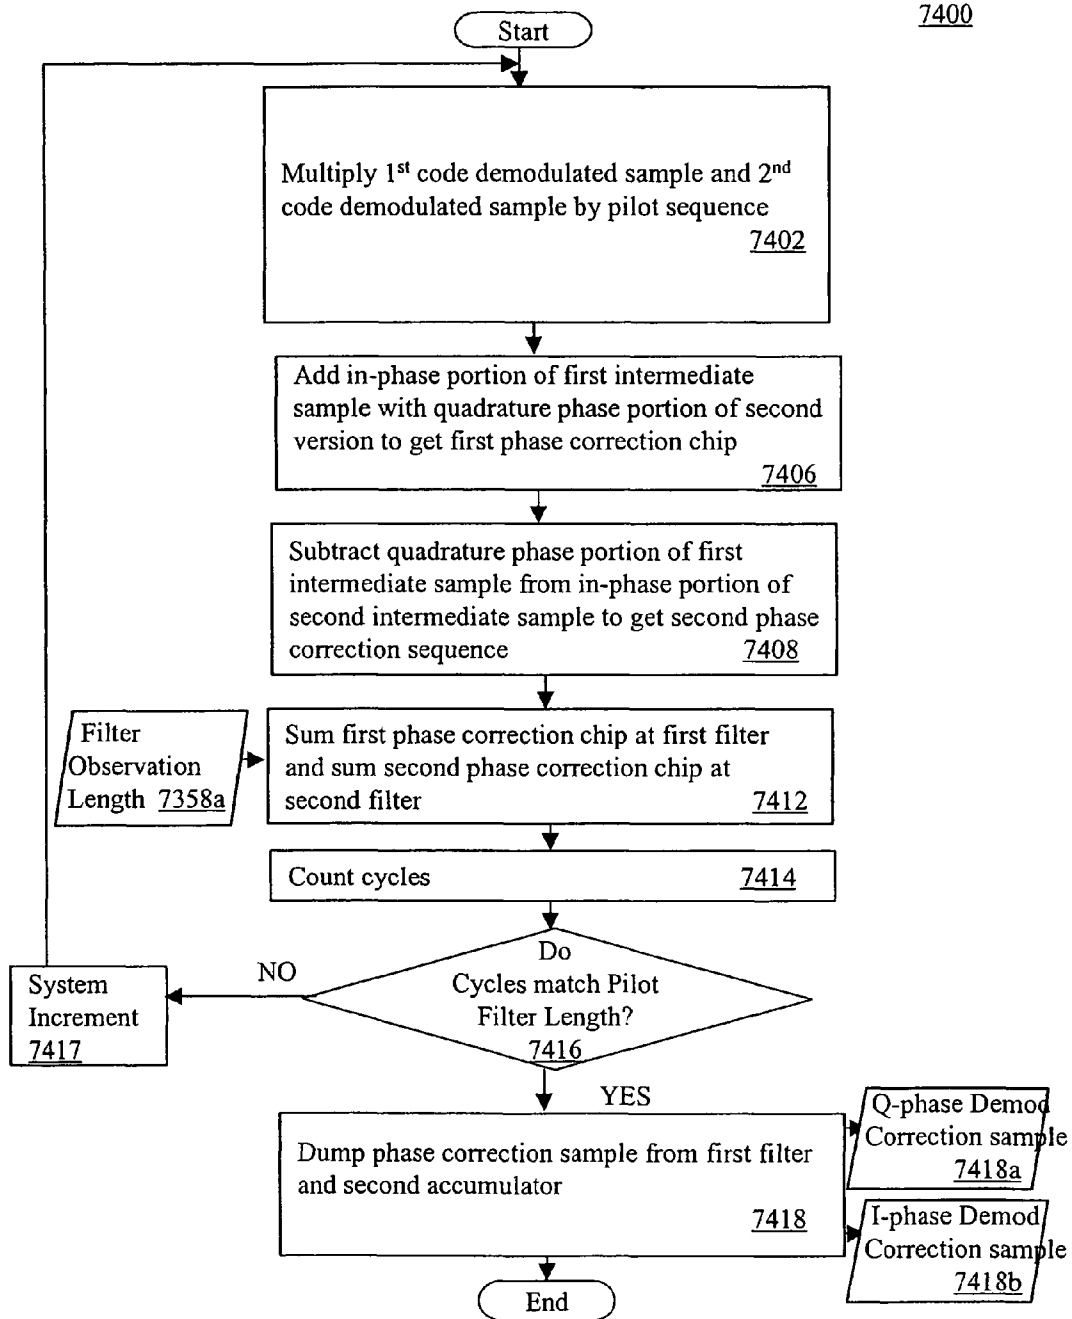 7400
Start
Multiply 1st code demodulated sample and 2nd
code demodulated sample by pilot sequence
7402
Add in-phase portion of first intermediate
sample with quadrature phase portion of second
version to get first phase correction chip
7406
Subtract quadrature phase portion of first
intermediate sample from in-phase portion of
second intermediate sample to get second phase
correction sequence 7408
Filter
Observation
Length 7358a
Sum first phase correction chip at first filter
and sum second phase correction chip at
second filter 7412
Count cycles 7414
Do
Cycles match Pilot
Filter Length?
7416
NO
System
Increment
7417
YES
Dump phase correction sample from first filter
and second accumulator
7418
Q-phase Demod
Correction sample
7418a
I-phase Demod
Correction sample
7418b
End